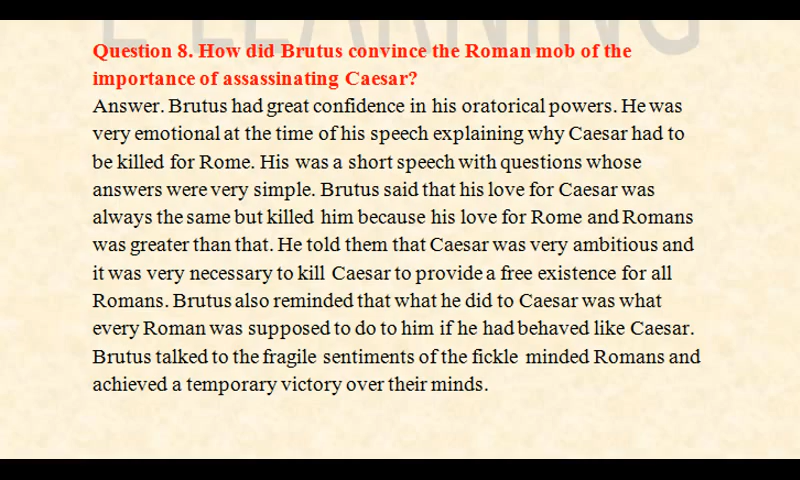 E-LEARNING
Question 8. How did Brutus convince the Roman mob of the
importance of assassinating Caesar?
Answer. Brutus had great confidence in his oratorical powers. He was
very emotional at the time of his speech explaining why Caesar had to
be killed for Rome. His was a short speech with questions whose
answers were very simple. Brutus said that his love for Caesar was
always the same but killed him because his love for Rome and Romans
was greater than that. He told them that Caesar was very ambitious and
it was very necessary to kill Caesar to provide a free existence for all
Romans. Brutus also reminded that what he did to Caesar was what
every Roman was supposed to do to him if he had behaved like Caesar.
Brutus talked to the fragile sentiments of the fickle minded Romans and
achieved a temporary victory over their minds.